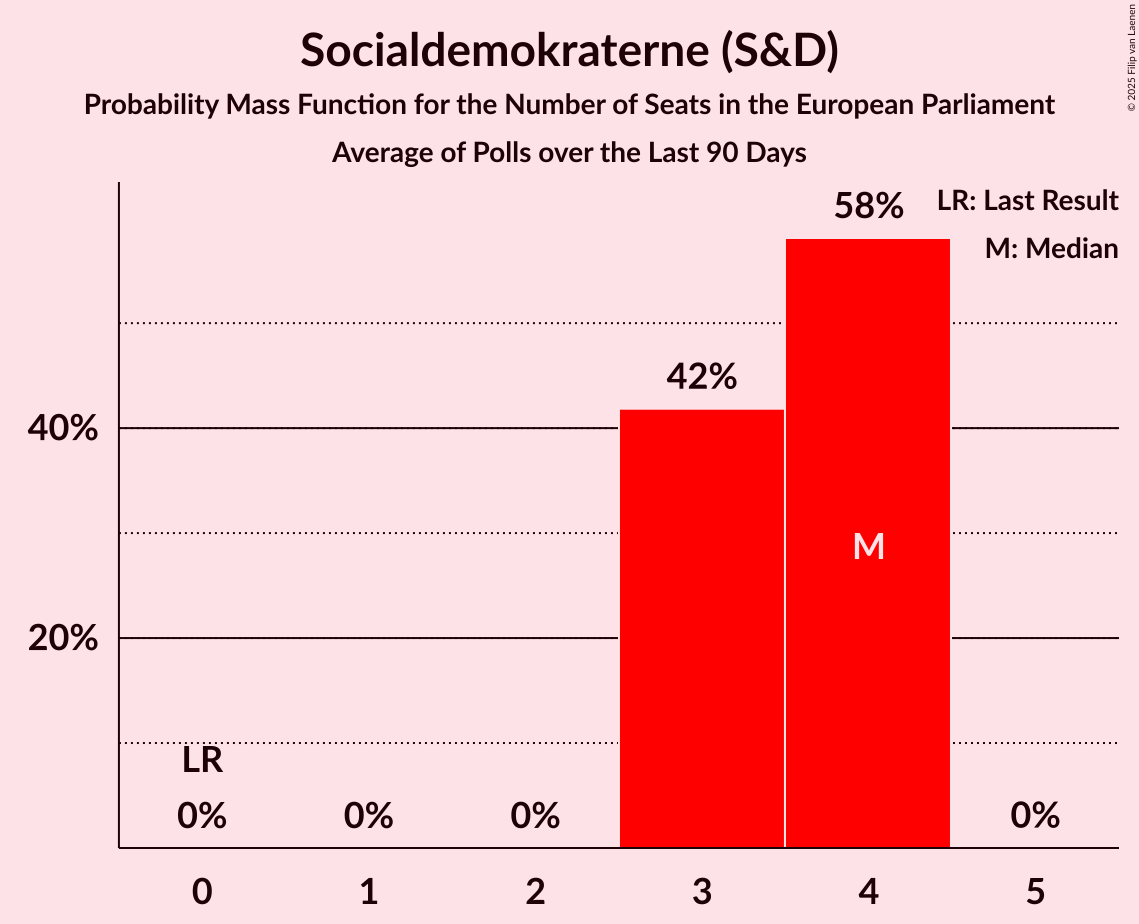 Socialdemokraterne (S&D)
Probability Mass Function for the Number of Seats in the European Parliament
Average of Polls over the Last 90 Days
© 2025 Filip van Laenen
LR: Last Result
M: Median
58%
42%
40%
20%
M
LR
0%
0%
0%
0%
0
1
2
3
4
5